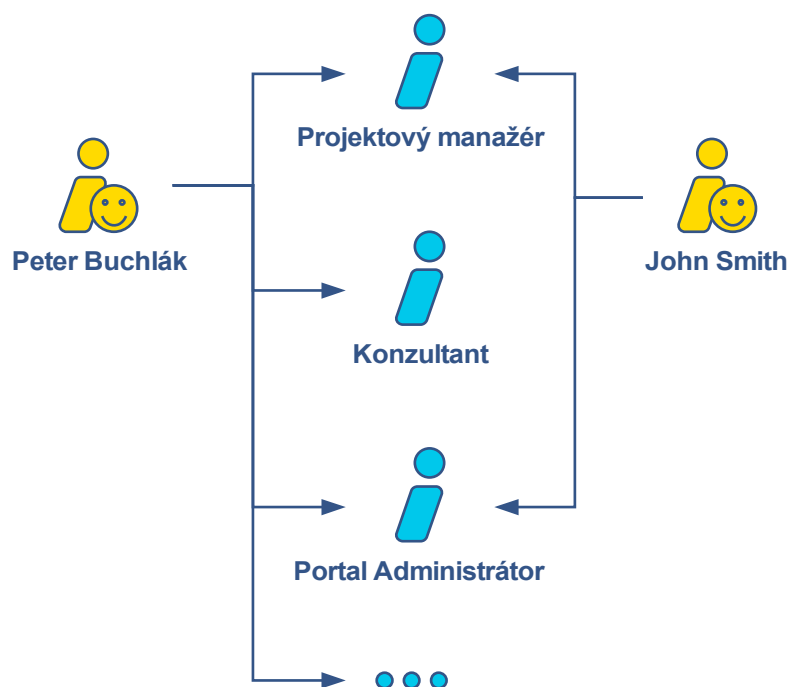 Projektový manažér
Peter Buchlák
John Smith
Konzultant
Portal Administrátor